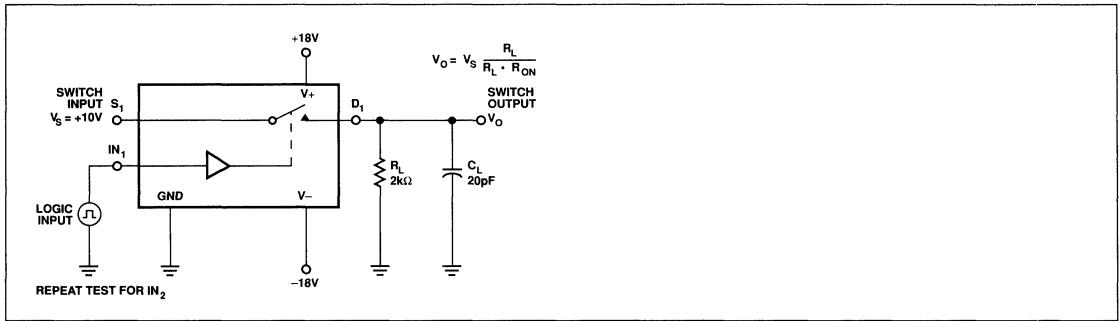 +18V
V_O = V_S R_L / R_L · R_ON
SWITCH INPUT S_1
V_S = +10V
V+
D_1
SWITCH OUTPUT
V_O
IN_1
R_L
2kΩ
C_L
20pF
GND
V−
LOGIC INPUT
−18V
REPEAT TEST FOR IN_2